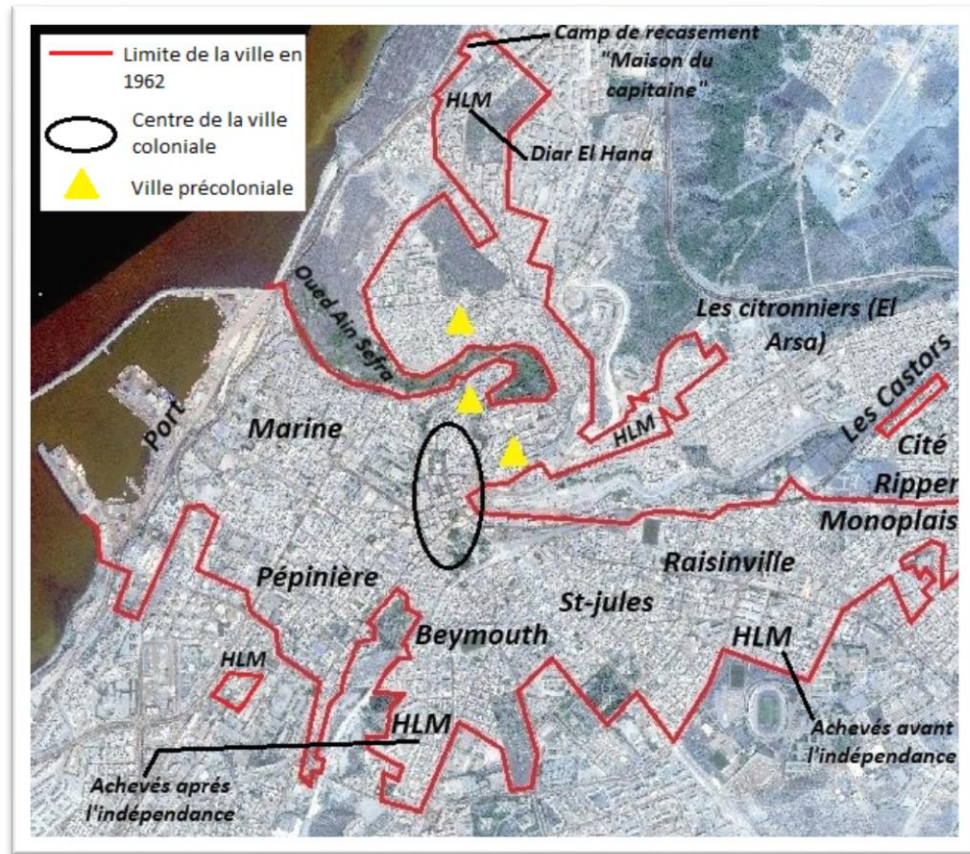 Limite de la ville en
1962
Centre de la ville
coloniale
Ville précoloniale
Camp de recasement
"Maison du
capitaine"
HLM
Diar El Hana
Oued Ain Sefra
Les citronniers (El
Arsa)
Les Castors
Port
Marine
HLM
Cité
Ripper
Monoplais
Raisinville
Pépinière
St-jules
Beymouth
HLM
HLM
HLM
Achevés avant
l'indépendance
Achevés aprés
l'indépendance